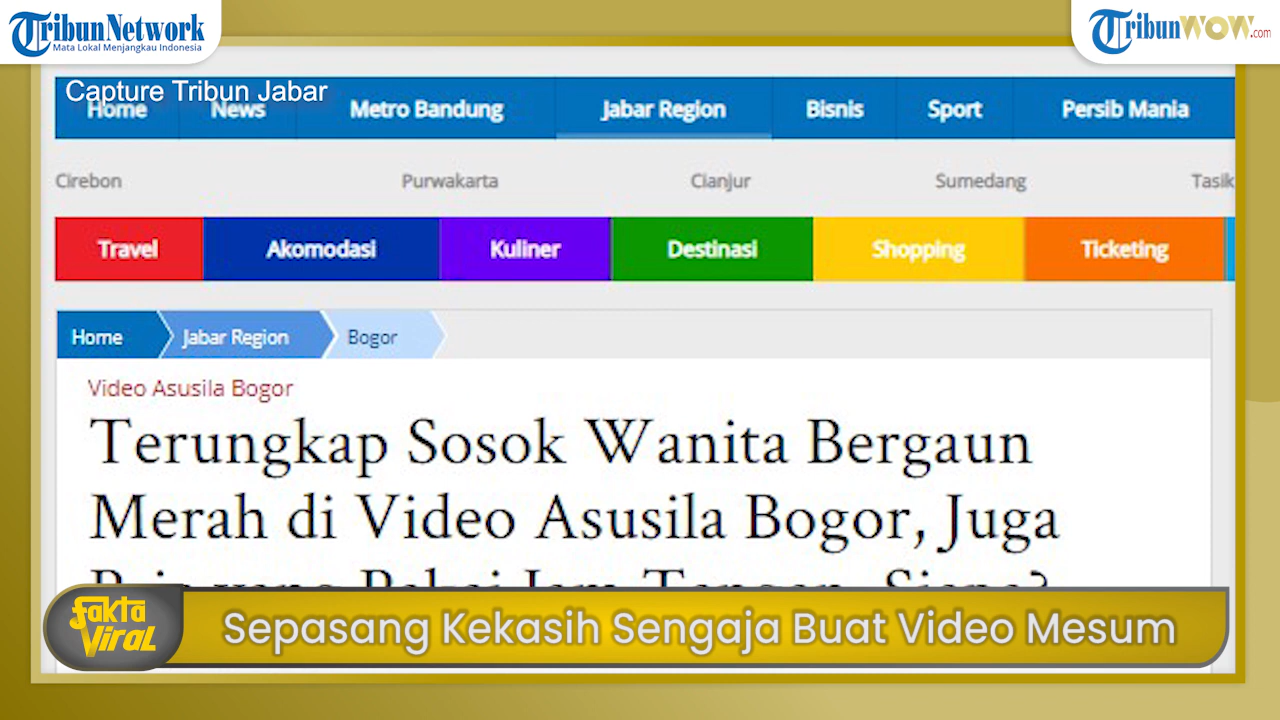 TribunNetwork
Mata Lokal Menjangkau Indonesia
TribunWOW.com
Capture Tribun Jabar
Home News Metro Bandung Jabar Region Bisnis Sport Persib Mania
Cirebon Purwakarta Cianjur Sumedang Tasik
Travel Akomodasi Kuliner Destinasi Shopping Ticketing
Home Jabar Region Bogor
Video Asusila Bogor
Terungkap Sosok Wanita Bergaun
Merah di Video Asusila Bogor, Juga
Fakta
Viral
Sepasang Kekasih Sengaja Buat Video Mesum